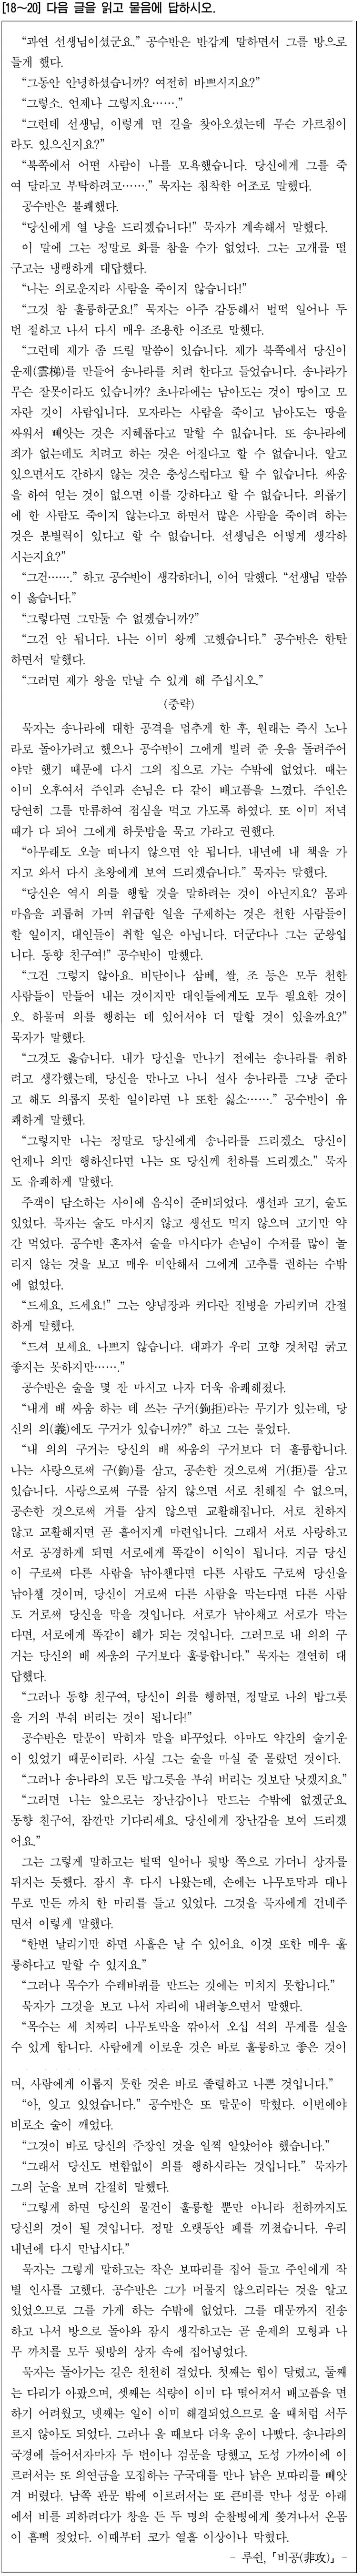 [18~20] 다음 글을 읽고 물음에 답하시오.
“과연 선생님이셨군요.” 공수반은 반갑게 말하면서 그를 방으로
들게 했다.
“그동안 안녕하셨습니까? 여전히 바쁘시지요?”
“그렇소. 언제나 그렇지요…….”
“그런데 선생님, 이렇게 먼 길을 찾아오셨는데 무슨 가르침이
라도 있으신지요?”
“북쪽에서 어떤 사람이 나를 모욕했습니다. 당신에게 그를 죽
여 달라고 부탁하려고…….” 묵자는 침착한 어조로 말했다.
공수반은 불쾌했다.
“당신에게 열 냥을 드리겠습니다!” 묵자가 계속해서 말했다.
이 말에 그는 정말로 화를 참을 수가 없었다. 그는 고개를 떨
구고는 냉랭하게 대답했다.
“나는 의로운지라 사람을 죽이지 않습니다!”
“그것 참 훌륭하군요!” 묵자는 아주 감동해서 벌떡 일어나 두
번 절하고 나서 다시 매우 조용한 어조로 말했다.
“그런데 제가 좀 드릴 말씀이 있습니다. 제가 북쪽에서 당신이
운제(雲梯)를 만들어 송나라를 치려 한다고 들었습니다. 송나라가
무슨 잘못이라도 있습니까? 초나라에는 남아도는 것이 땅이고 모
자란 것이 사람입니다. 모자라는 사람을 죽이고 남아도는 땅을
싸워서 빼앗는 것은 지혜롭다고 말할 수 없습니다. 또 송나라에
죄가 없는데도 치려고 하는 것은 어질다고 할 수 없습니다. 알고
있으면서도 간하지 않는 것은 충성스럽다고 할 수 없습니다. 싸움
을 하여 얻는 것이 없으면 이를 강하다고 할 수 없습니다. 의롭기
에 한 사람도 죽이지 않는다고 하면서 많은 사람을 죽이려 하는
것은 분별력이 있다고 할 수 없습니다. 선생님은 어떻게 생각하
시는지요?”
“그건…….” 하고 공수반이 생각하더니, 이어 말했다. “선생님 말씀
이 옳습니다.”
“그렇다면 그만둘 수 없겠습니까?”
“그건 안 됩니다. 나는 이미 왕께 고했습니다.” 공수반은 한탄
하면서 말했다.
“그러면 제가 왕을 만날 수 있게 해 주십시오.”
(중략)
묵자는 송나라에 대한 공격을 멈추게 한 후, 원래는 즉시 노나
라로 돌아가려고 했으나 공수반이 그에게 빌려 준 옷을 돌려주어
야만 했기 때문에 다시 그의 집으로 가는 수밖에 없었다. 때는
이미 오후여서 주인과 손님은 다 같이 배고픔을 느꼈다. 주인은
당연히 그를 만류하여 점심을 먹고 가도록 하였다. 또 이미 저녁
때가 다 되어 그에게 하룻밤을 묵고 가라고 권했다.
“아무래도 오늘 떠나지 않으면 안 됩니다. 내년에 내 책을 가
지고 와서 다시 초왕에게 보여 드리겠습니다.” 묵자는 말했다.
“당신은 역시 의를 행할 것을 말하려는 것이 아닌지요? 몸과
마음을 괴롭혀 가며 위급한 일을 구제하는 것은 천한 사람들이
할 일이지, 대인들이 취할 일은 아닙니다. 더군다나 그는 군왕입
니다. 동향 친구여!” 공수반이 말했다.
“그건 그렇지 않아요. 비단이나 삼베, 쌀, 조 등은 모두 천한
사람들이 만들어 내는 것이지만 대인들에게도 모두 필요한 것이
오. 하물며 의를 행하는 데 있어서야 더 말할 것이 있을까요?”
묵자가 말했다.
“그것도 옳습니다. 내가 당신을 만나기 전에는 송나라를 취하
려고 생각했는데, 당신을 만나고 나니 설사 송나라를 그냥 준다
고 해도 의롭지 못한 일이라면 나 또한 싫소…….” 공수반이 유
쾌하게 말했다.
“그렇지만 나는 정말로 당신에게 송나라를 드리겠소. 당신이
언제나 의만 행하신다면 나는 또 당신께 천하를 드리겠소.” 묵자
도 유쾌하게 말했다.
주객이 담소하는 사이에 음식이 준비되었다. 생선과 고기, 술도
있었다. 묵자는 술도 마시지 않고 생선도 먹지 않으며 고기만 약
간 먹었다. 공수반 혼자서 술을 마시다가 손님이 수저를 많이 놀
리지 않는 것을 보고 매우 미안해서 그에게 고추를 권하는 수밖
에 없었다.
“드세요, 드세요!” 그는 양념장과 커다란 전병을 가리키며 간절
하게 말했다.
“드셔 보세요. 나쁘지 않습니다. 대파가 우리 고향 것처럼 굵고
좋지는 못하지만…….”
공수반은 술을 몇 잔 마시고 나자 더욱 유쾌해졌다.
“내게 배 싸움 하는 데 쓰는 구거(鉤拒)라는 무기가 있는데, 당
신의 의(義)에도 구거가 있습니까?” 하고 그는 물었다.
“내 의의 구거는 당신의 배 싸움의 구거보다 더 훌륭합니다.
나는 사랑으로써 구(鉤)를 삼고, 공손한 것으로써 거(拒)를 삼고
있습니다. 사랑으로써 구를 삼지 않으면 서로 친해질 수 없으며,
공손한 것으로써 거를 삼지 않으면 교활해집니다. 서로 친하지
않고 교활해지면 곧 흩어지게 마련입니다. 그래서 서로 사랑하고
서로 공경하게 되면 서로에게 똑같이 이익이 됩니다. 지금 당신
이 구로써 다른 사람을 낚아챈다면 다른 사람도 구로써 당신을
낚아챌 것이며, 당신이 거로써 다른 사람을 막는다면 다른 사람
도 거로써 당신을 막을 것입니다. 서로가 낚아채고 서로가 막는
다면, 서로에게 똑같이 해가 되는 것입니다. 그러므로 내 의의 구
거는 당신의 배 싸움의 구거보다 훌륭합니다.” 묵자는 결연히 대
답했다.
“그러나 동향 친구여, 당신이 의를 행하면, 정말로 나의 밥그릇
을 거의 부숴 버리는 것이 됩니다!”
공수반은 말문이 막히자 말을 바꾸었다. 아마도 약간의 술기운
이 있었기 때문이리라. 사실 그는 술을 마실 줄 몰랐던 것이다.
“그러나 송나라의 모든 밥그릇을 부숴 버리는 것보단 낫겠지요.”
“그러면 나는 앞으로는 장난감이나 만드는 수밖에 없겠군요.
동향 친구여, 잠깐만 기다리세요. 당신에게 장난감을 보여 드리겠
어요.”
그는 그렇게 말하고는 벌떡 일어나 뒷방 쪽으로 가더니 상자를
뒤지는 듯했다. 잠시 후 다시 나왔는데, 손에는 나무토막과 대나
무로 만든 까치 한 마리를 들고 있었다. 그것을 묵자에게 건네주
면서 이렇게 말했다.
“한번 날리기만 하면 사흘은 날 수 있어요. 이것 또한 매우 훌
륭하다고 말할 수 있지요.”
“그러나 목수가 수레바퀴를 만드는 것에는 미치지 못합니다.”
묵자가 그것을 보고 나서 자리에 내려놓으면서 말했다.
“목수는 세 치짜리 나무토막을 깎아서 오십 석의 무게를 실을
수 있게 합니다. 사람에게 이로운 것은 바로 훌륭하고 좋은 것이
며, 사람에게 이롭지 못한 것은 바로 졸렬하고 나쁜 것입니다.”
“아, 잊고 있었습니다.” 공수반은 또 말문이 막혔다. 이번에야
비로소 술이 깨었다.
“그것이 바로 당신의 주장인 것을 일찍 알았어야 했습니다.”
“그래서 당신도 변함없이 의를 행하시라는 것입니다.” 묵자가
그의 눈을 보며 간절히 말했다.
“그렇게 하면 당신의 물건이 훌륭할 뿐만 아니라 천하까지도
당신의 것이 될 것입니다. 정말 오랫동안 폐를 끼쳤습니다. 우리
내년에 다시 만납시다.”
묵자는 그렇게 말하고는 작은 보따리를 집어 들고 주인에게 작
별 인사를 고했다. 공수반은 그가 머물지 않으리라는 것을 알고
있었으므로 그를 가게 하는 수밖에 없었다. 그를 대문까지 전송
하고 나서 방으로 돌아와 잠시 생각하고는 곧 운제의 모형과 나
무 까치를 모두 뒷방의 상자 속에 집어넣었다.
묵자는 돌아가는 길은 천천히 걸었다. 첫째는 힘이 달렸고, 둘째
는 다리가 아팠으며, 셋째는 식량이 이미 다 떨어져서 배고픔을 면
하기 어려웠고, 넷째는 일이 이미 해결되었으므로 올 때처럼 서두
르지 않아도 되었다. 그러나 올 때보다 더욱 운이 나빴다. 송나라의
국경에 들어서자마자 두 번이나 검문을 당했고, 도성 가까이에 이
르러서는 또 의연금을 모집하는 구국대를 만나 낡은 보따리를 빼앗
겨 버렸다. 남쪽 관문 밖에 이르러서는 또 큰비를 만나 성문 아래
에서 비를 피하려다가 창을 든 두 명의 순찰병에게 쫓겨나서 온몸
이 흠뻑 젖었다. 이때부터 코가 열흘 이상이나 막혔다.
- 루쉰, 「비공(非攻)」 -